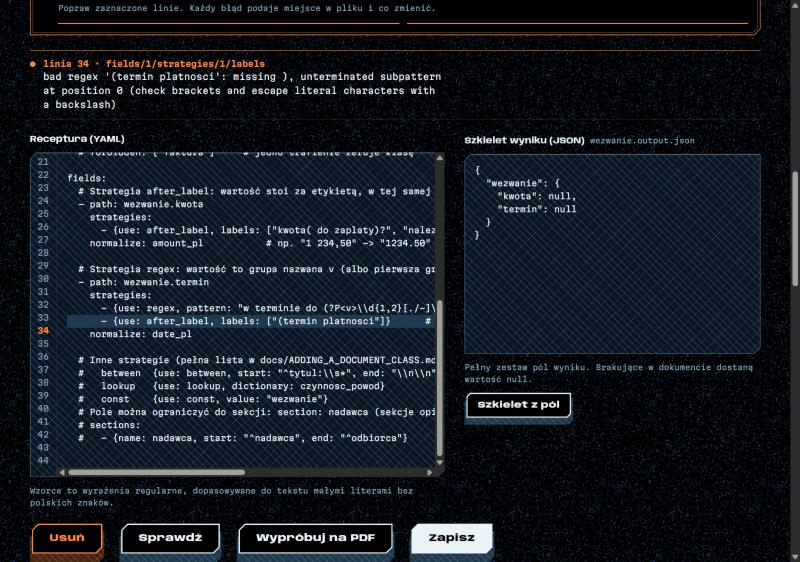 Popraw zaznaczone linie. Każdy błąd podaje miejsce w pliku i co zmienić.
linia 34 · fields/1/strategies/1/labels
bad regex '(termin platnosci': missing ), unterminated subpattern
at position 0 (check brackets and escape literal characters with
a backslash)
Receptura (YAML)
21 # forbidden: ["faktura"] # jedno trafienie zeruje klasę
22
23 fields:
24 # Strategia after_label: wartość stoi za etykietą, w tej samej
25 - path: wezwanie.kwota
26 strategies:
27 - {use: after_label, labels: ["kwota( do zaplaty)?", "nalez
28 normalize: amount_pl # np. "1 234,50" -> "1234.50"
29
30 # Strategia regex: wartość to grupa nazwana v (albo pierwsza gr
31 - path: wezwanie.termin
32 strategies:
33 - {use: regex, pattern: "w terminie do (?P<v>\\d{1,2}[./-]\
34 - {use: after_label, labels: ["(termin platnosci"]} #
35 normalize: date_pl
36
37 # Inne strategie (pełna lista w docs/ADDING_A_DOCUMENT_CLASS.md
38 # between {use: between, start: "^tytul:\\s*", end: "\\n\\n"
39 # lookup {use: lookup, dictionary: czynnosc_powod}
40 # const {use: const, value: "wezwanie"}
41 # Pole można ograniczyć do sekcji: section: nadawca (sekcje opi
42 # sections:
43 # - {name: nadawca, start: "^nadawca", end: "^odbiorca"}
44
Wzorce to wyrażenia regularne, dopasowywane do tekstu małymi literami bez
polskich znaków.
Szkielet wyniku (JSON) wezwanie.output.json
{
"wezwanie": {
"kwota": null,
"termin": null
}
}
Pełny zestaw pól wyniku. Brakujące w dokumencie dostaną
wartość null.
Szkielet z pól
Usuń
Sprawdź
Wypróbuj na PDF
Zapisz